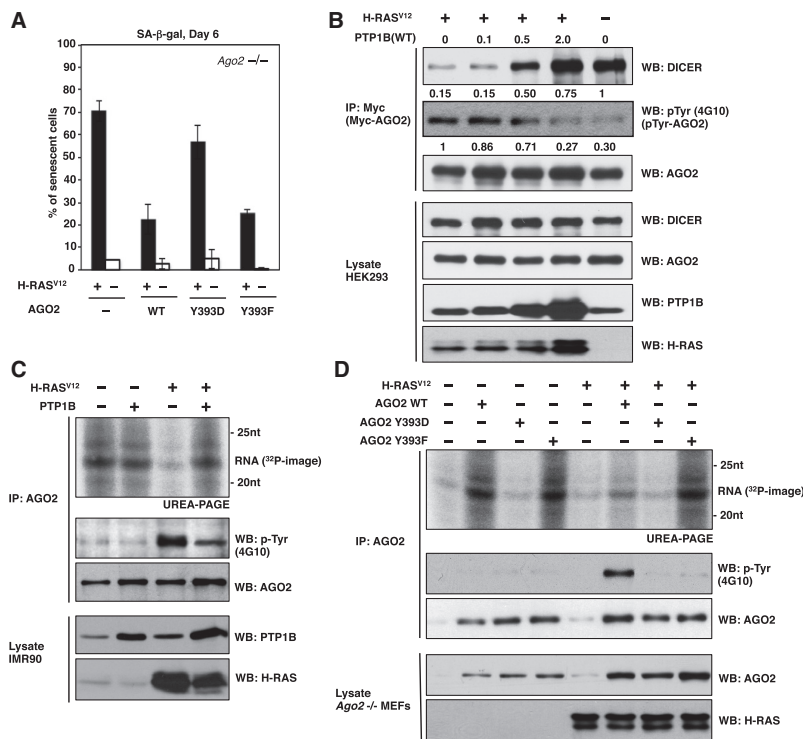 A
SA-β-gal, Day 6
Ago2 −/−
% of senescent cells
100
90
80
70
60
50
40
30
20
10
0
H-RASV12 + − + − + − + −
AGO2 − WT Y393D Y393F
B
H-RASV12 + + + + −
PTP1B(WT) 0 0.1 0.5 2.0 0
WB: DICER
0.15 0.15 0.50 0.75 1
IP: Myc
(Myc-AGO2)
WB: pTyr (4G10)
(pTyr-AGO2)
1 0.86 0.71 0.27 0.30
WB: AGO2
Lysate
HEK293
WB: DICER
WB: AGO2
WB: PTP1B
WB: H-RAS
C
H-RASV12 − − + +
PTP1B − + − +
IP: AGO2
- 25nt
RNA (32P-image)
- 20nt
UREA-PAGE
WB: p-Tyr
(4G10)
WB: AGO2
Lysate
IMR90
WB: PTP1B
WB: H-RAS
D
H-RASV12 − − − − + + + +
AGO2 WT − + − − − + − −
AGO2 Y393D − − + − − − + −
AGO2 Y393F − − − + − − − +
IP: AGO2
- 25nt
RNA (32P-image)
- 20nt
UREA-PAGE
WB: p-Tyr
(4G10)
WB: AGO2
Lysate
Ago2 -/- MEFs
WB: AGO2
WB: H-RAS